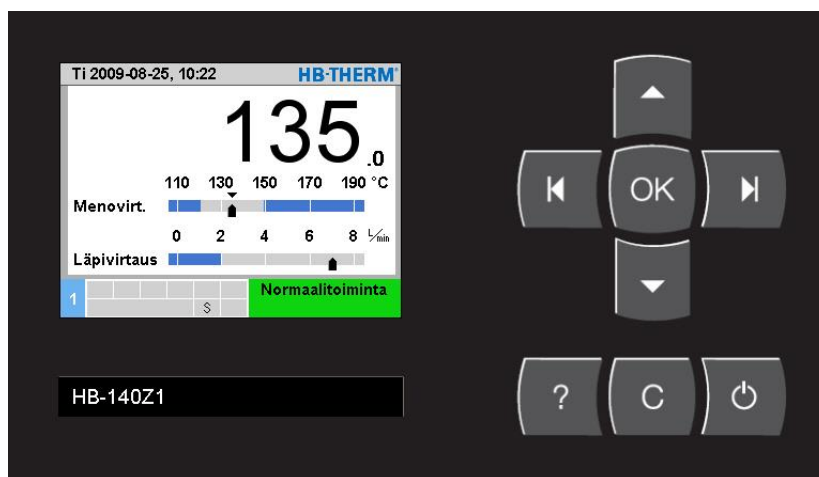 Ti 2009-08-25, 10:22 HB-THERM®
135.0
110 130 150 170 190 °C
Menovirt.
0 2 4 6 8 L/min
Läpivirtaus
1 S Normaalitoiminta
HB-140Z1
OK
? C